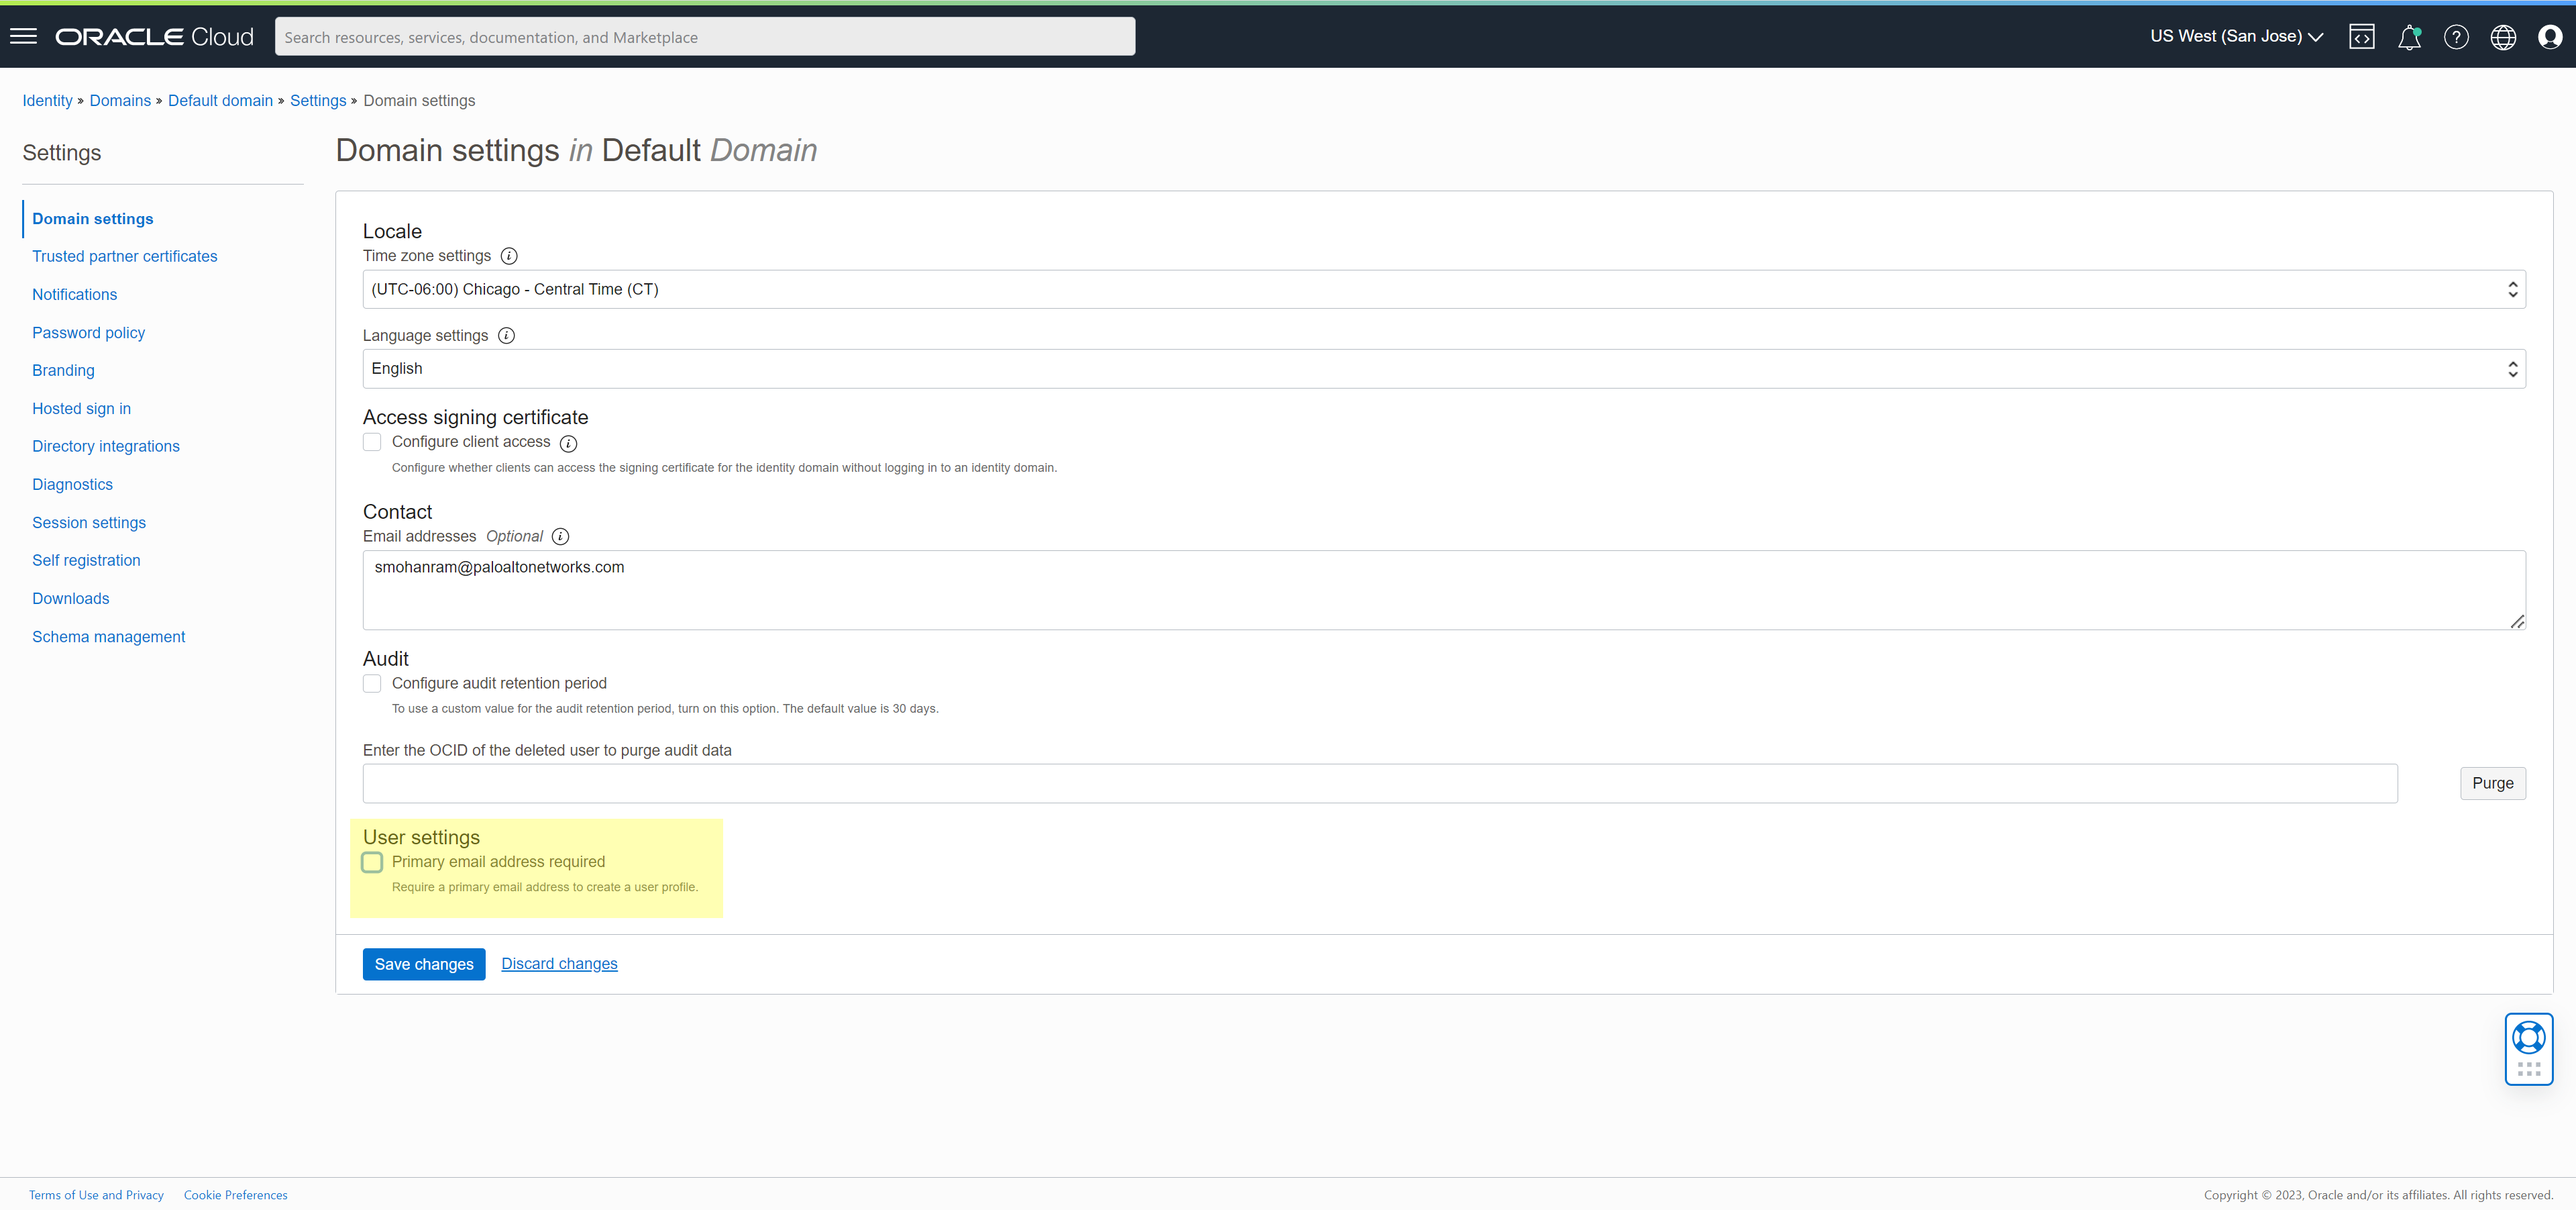 ORACLE Cloud
Search resources, services, documentation, and Marketplace
US West (San Jose)
Identity » Domains » Default domain » Settings » Domain settings
Settings
Domain settings
Trusted partner certificates
Notifications
Password policy
Branding
Hosted sign in
Directory integrations
Diagnostics
Session settings
Self registration
Downloads
Schema management
Domain settings in Default Domain
Locale
Time zone settings
(UTC-06:00) Chicago - Central Time (CT)
Language settings
English
Access signing certificate
Configure client access
Configure whether clients can access the signing certificate for the identity domain without logging in to an identity domain.
Contact
Email addresses Optional
smohanram@paloaltonetworks.com
Audit
Configure audit retention period
To use a custom value for the audit retention period, turn on this option. The default value is 30 days.
Enter the OCID of the deleted user to purge audit data
Purge
User settings
Primary email address required
Require a primary email address to create a user profile.
Save changes Discard changes
Terms of Use and Privacy Cookie Preferences
Copyright © 2023, Oracle and/or its affiliates. All rights reserved.